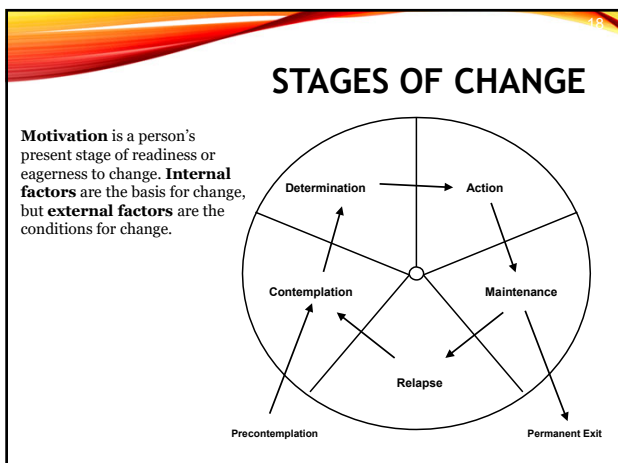 18
STAGES OF CHANGE
Motivation is a person's
present stage of readiness or
eagerness to change. Internal
factors are the basis for change,
but external factors are the
conditions for change.
Determination
Action
Contemplation
Maintenance
Relapse
Precontemplation
Permanent Exit